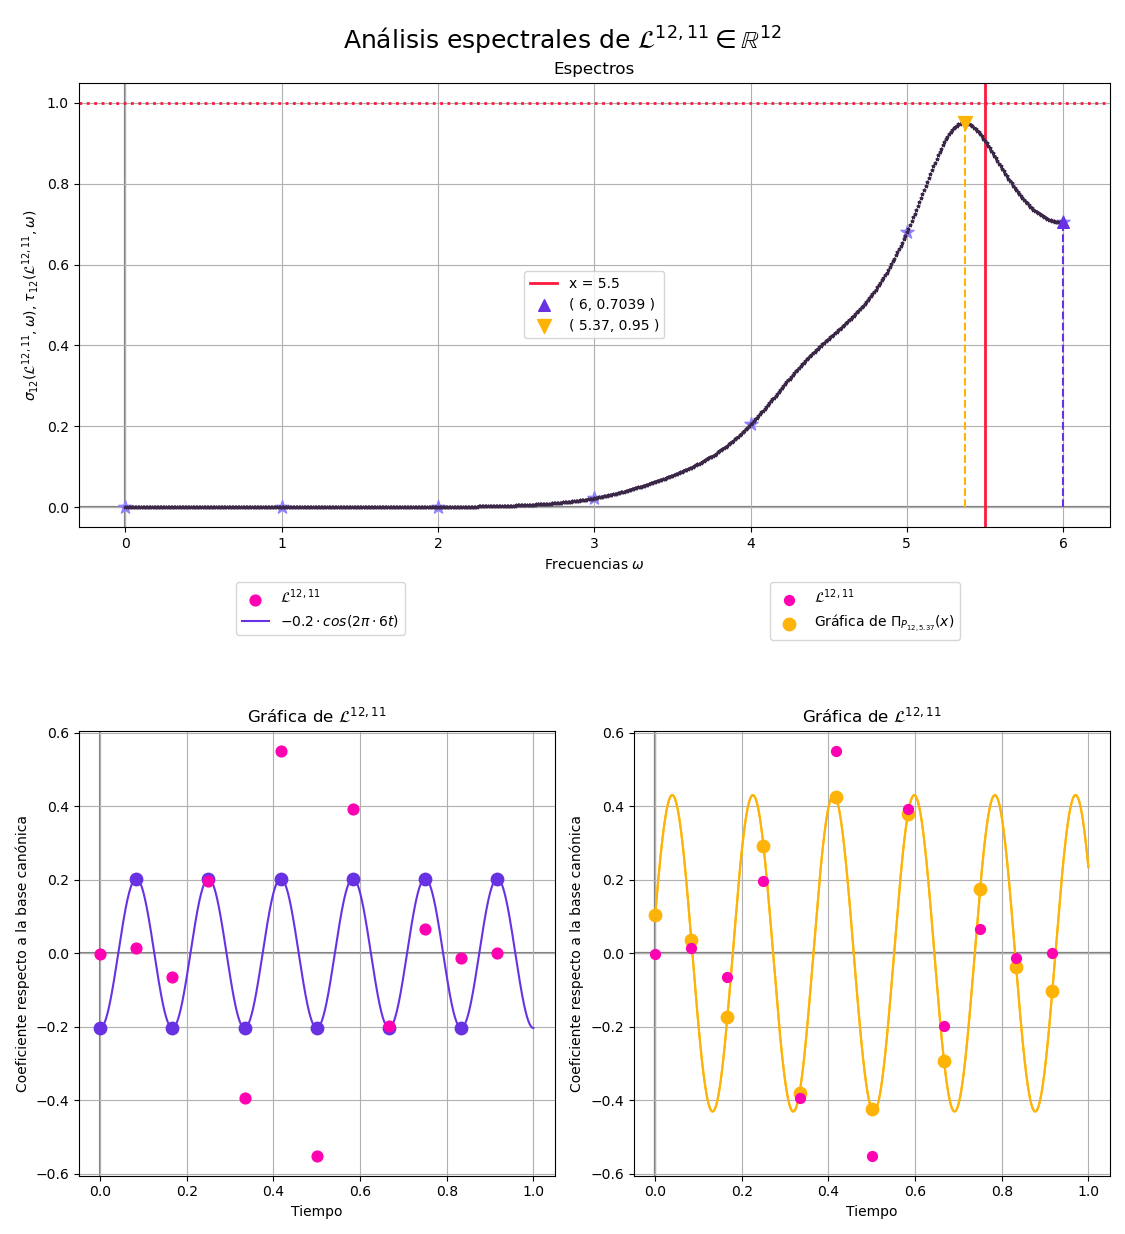 Análisis espectrales de 𝓛^{12,11} ∈ ℝ^{12}
Espectros
1.0
0.8
0.6
0.4
0.2
0.0
σ_{12}(𝓛^{12,11}, ω), τ_{12}(𝓛^{12,11}, ω)
x = 5.5
( 6, 0.7039 )
( 5.37, 0.95 )
0 1 2 3 4 5 6
Frecuencias ω
𝓛^{12,11}
−0.2 · cos(2π · 6t)
𝓛^{12,11}
Gráfica de Π_{P_{12,5.37}}(x)
Gráfica de 𝓛^{12,11}
0.6
0.4
0.2
0.0
−0.2
−0.4
−0.6
Coeficiente respecto a la base canónica
0.0 0.2 0.4 0.6 0.8 1.0
Tiempo
Gráfica de 𝓛^{12,11}
0.6
0.4
0.2
0.0
−0.2
−0.4
−0.6
Coeficiente respecto a la base canónica
0.0 0.2 0.4 0.6 0.8 1.0
Tiempo